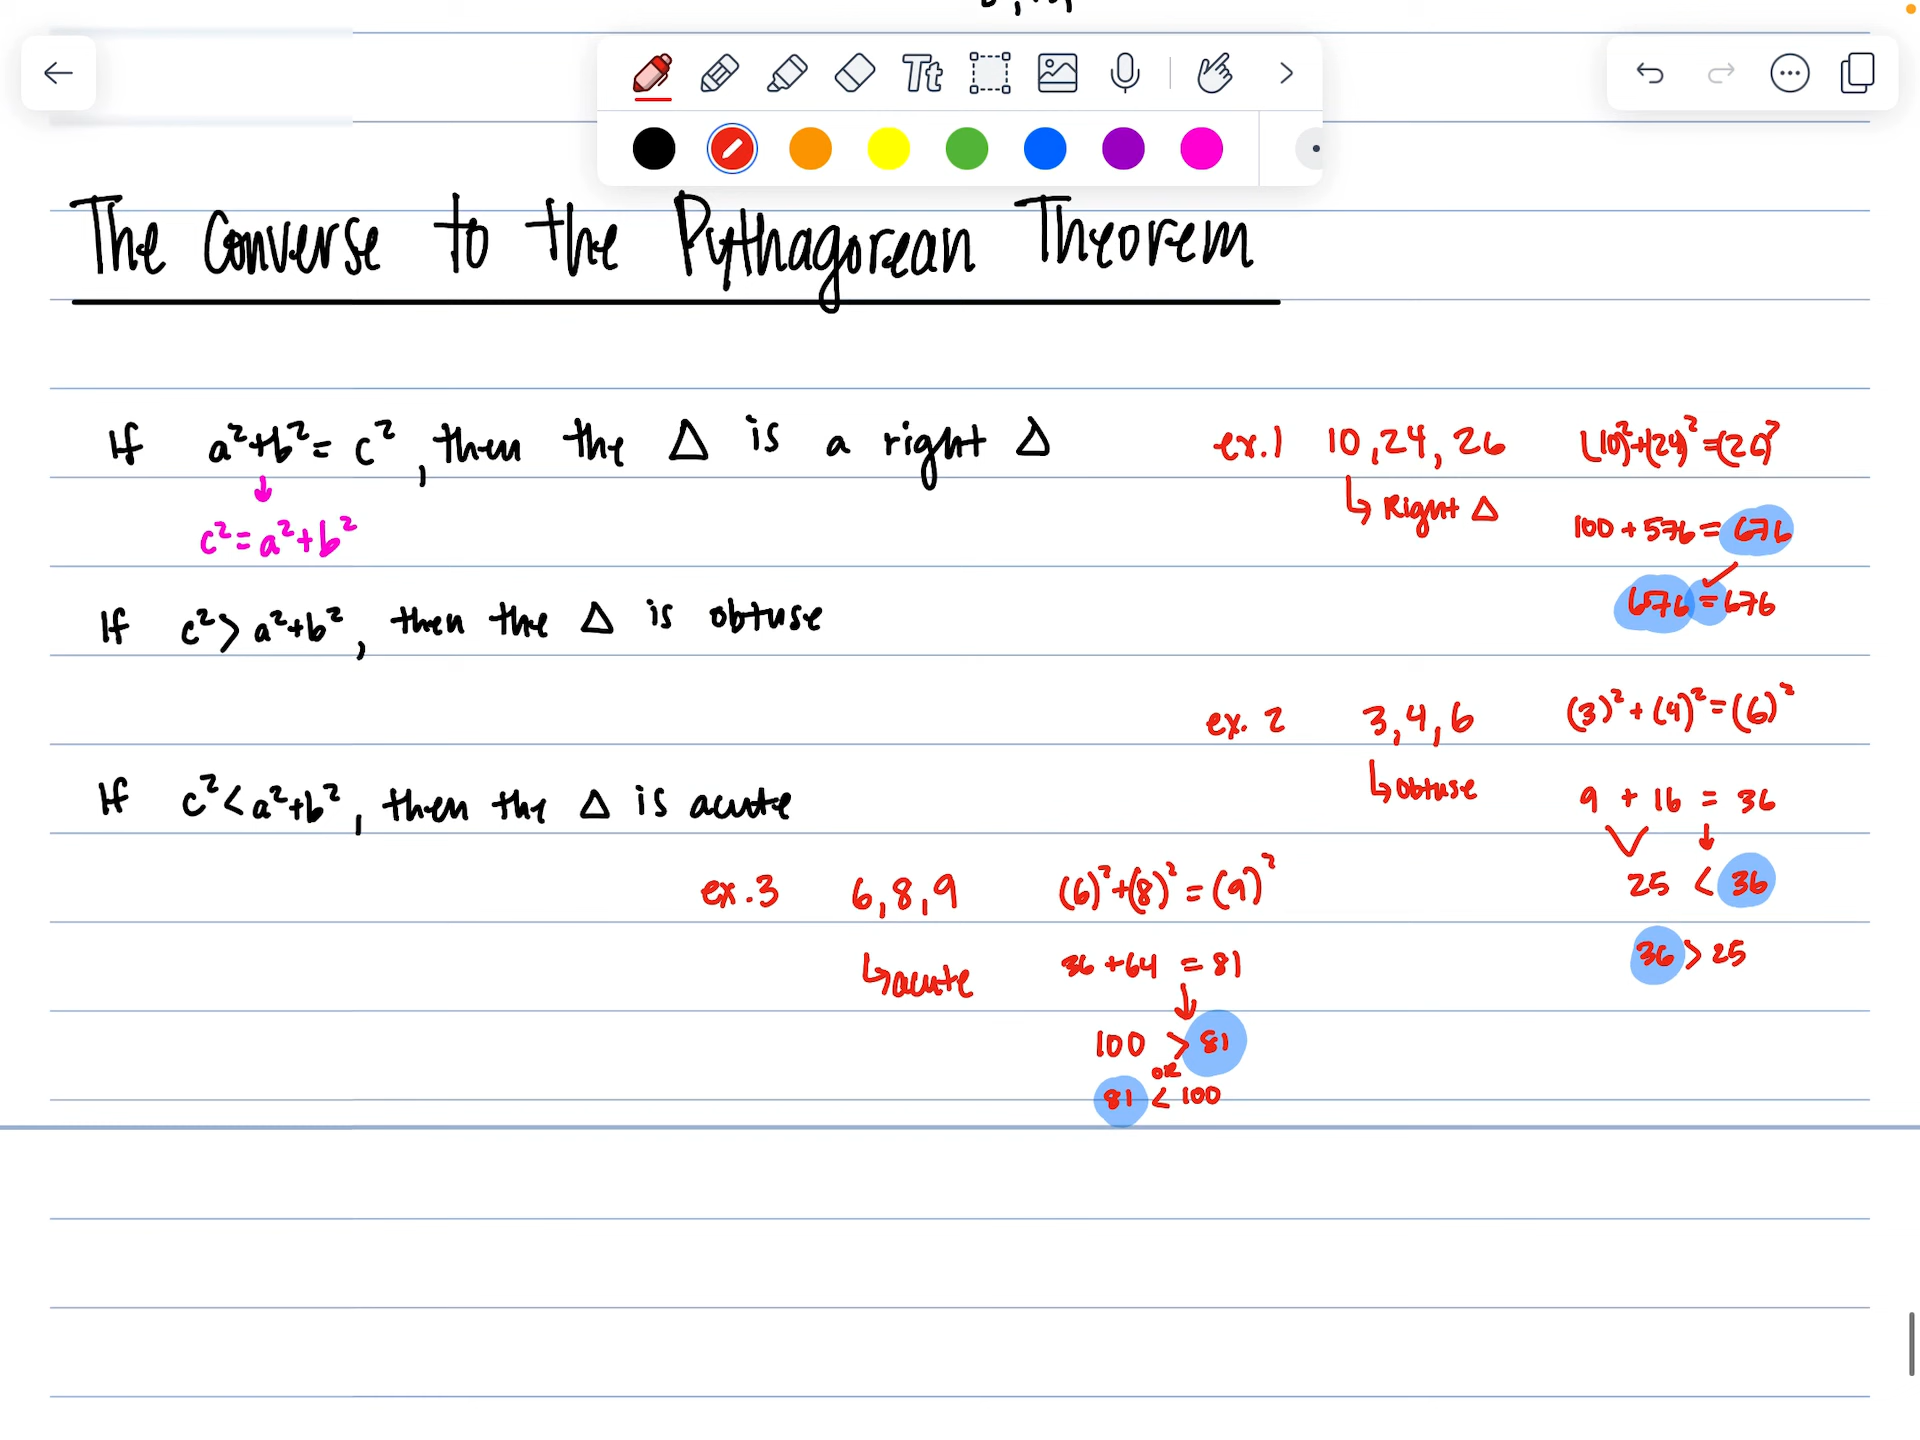 Tt
The Converse to the Pythagorean Theorem
If a²+b²= c², then the Δ is a right Δ
↓
c²=a²+b²
If c²> a²+b², then the Δ is obtuse
If c²<a²+b², then the Δ is acute
ex.1 10,24,26 (10)²+(24)²=(26)²
↳ Right Δ
100 + 576 = 676
676 = 676 ✓
ex. 2 3,4,6 (3)²+(4)²=(6)²
↳ obtuse
9 + 16 = 36
↓
25 < 36
36 > 25
ex.3 6,8,9 (6)²+(8)²=(9)²
↳ acute
36 +64 = 81
↓
100 > 81
or
81 < 100